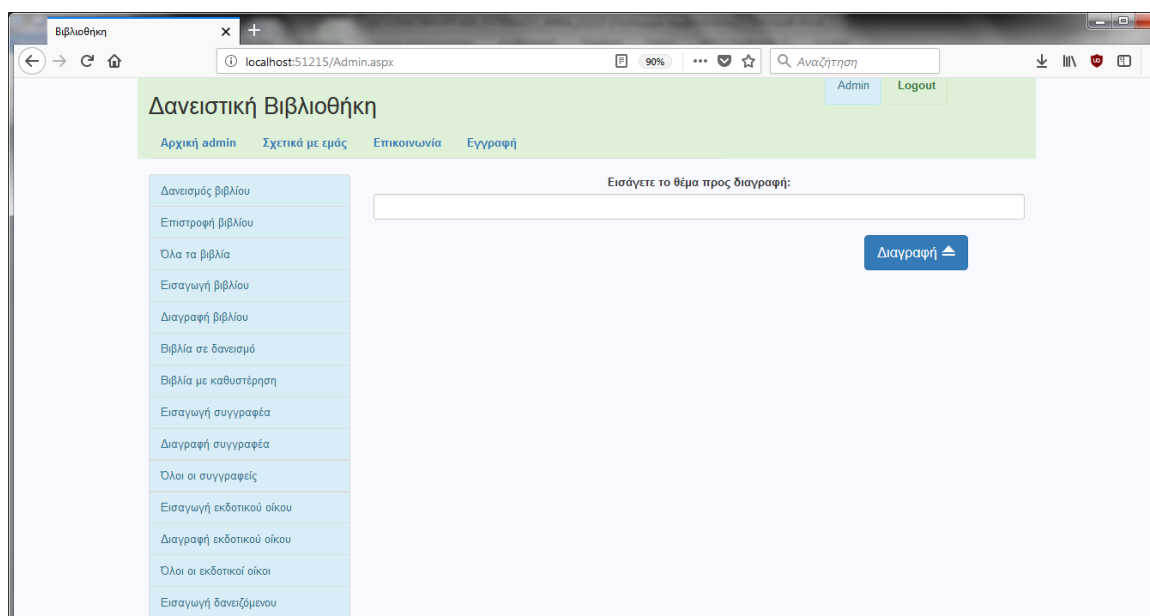 Βιβλιοθήκη
localhost:51215/Admin.aspx
90%
Αναζήτηση
Admin
Logout
Δανειστική Βιβλιοθήκη
Αρχική admin Σχετικά με εμάς Επικοινωνία Εγγραφή
Εισάγετε το θέμα προς διαγραφή:
Διαγραφή
Δανεισμός βιβλίου
Επιστροφή βιβλίου
Όλα τα βιβλία
Εισαγωγή βιβλίου
Διαγραφή βιβλίου
Βιβλία σε δανεισμό
Βιβλία με καθυστέρηση
Εισαγωγή συγγραφέα
Διαγραφή συγγραφέα
Όλοι οι συγγραφείς
Εισαγωγή εκδοτικού οίκου
Διαγραφή εκδοτικού οίκου
Όλοι οι εκδοτικοί οίκοι
Εισαγωγή δανειζόμενου